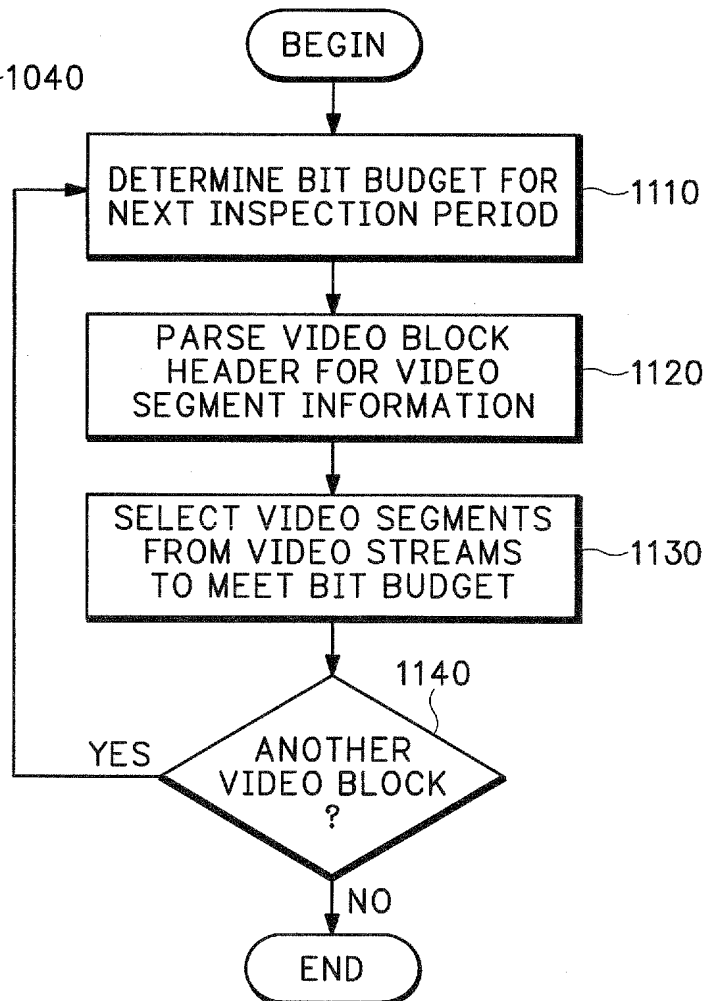 BEGIN
1040
DETERMINE BIT BUDGET FOR
NEXT INSPECTION PERIOD
1110
PARSE VIDEO BLOCK
HEADER FOR VIDEO
SEGMENT INFORMATION
1120
SELECT VIDEO SEGMENTS
FROM VIDEO STREAMS
TO MEET BIT BUDGET
1130
1140
YES
ANOTHER
VIDEO BLOCK
?
NO
END